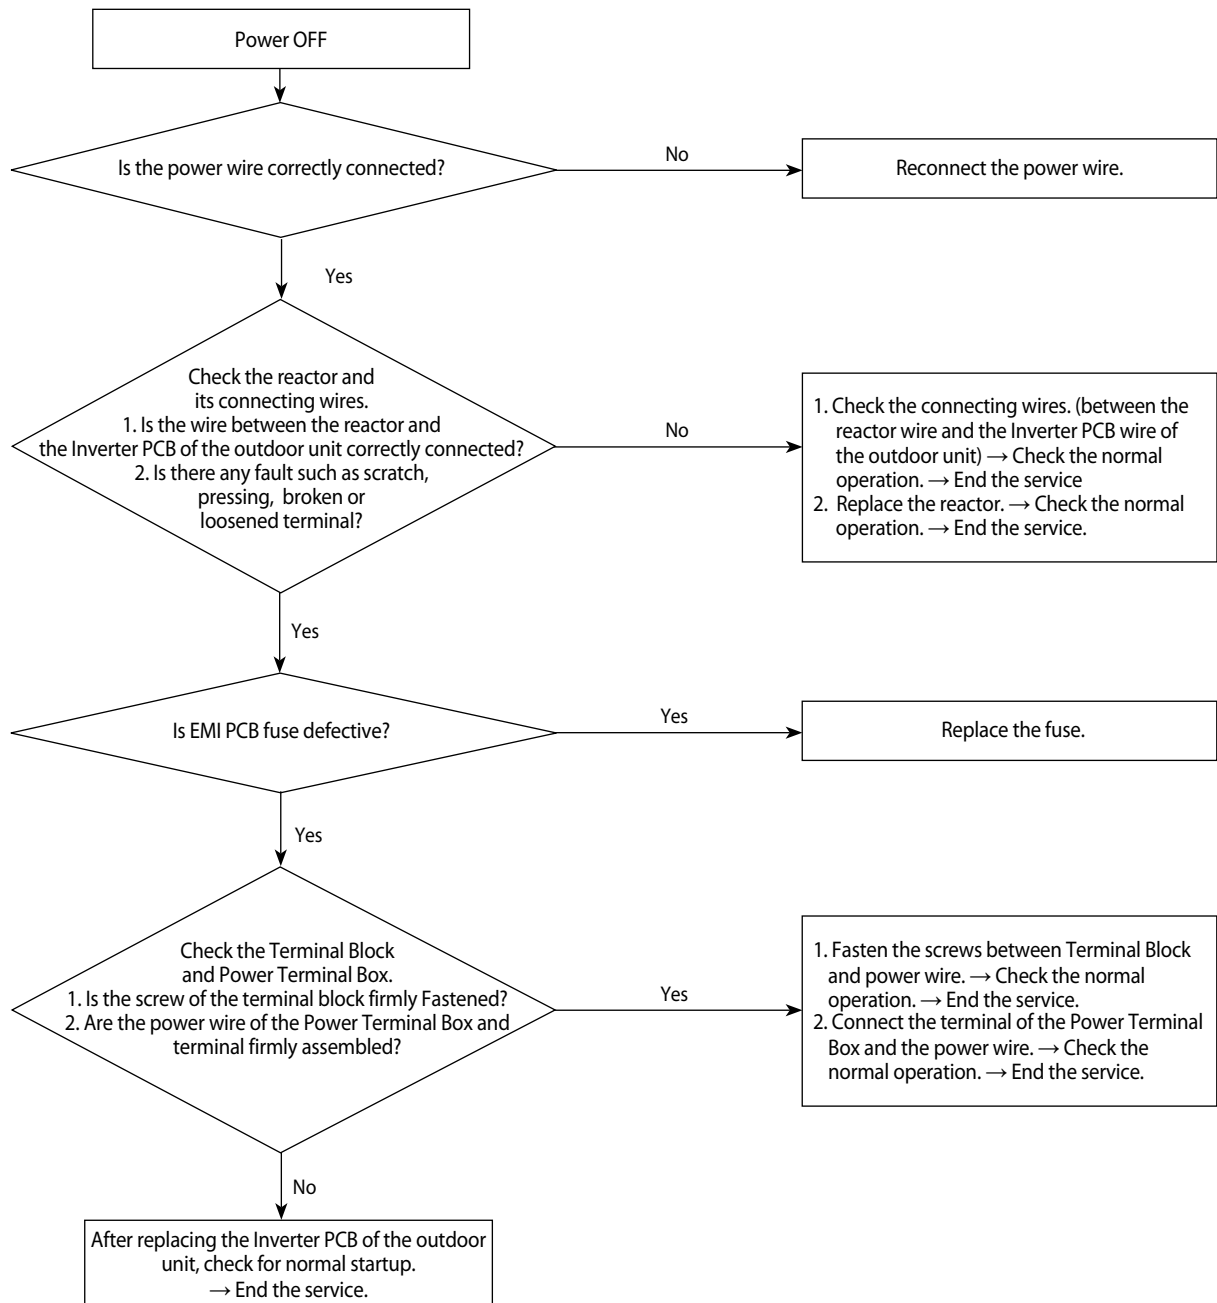 Power OFF
Is the power wire correctly connected?
No
Reconnect the power wire.
Yes
Check the reactor and
its connecting wires.
1. Is the wire between the reactor and
the Inverter PCB of the outdoor unit correctly connected?
2. Is there any fault such as scratch,
pressing, broken or
loosened terminal?
No
1. Check the connecting wires. (between the
reactor wire and the Inverter PCB wire of
the outdoor unit) → Check the normal
operation. → End the service
2. Replace the reactor. → Check the normal
operation. → End the service.
Yes
Is EMI PCB fuse defective?
Yes
Replace the fuse.
Yes
Check the Terminal Block
and Power Terminal Box.
1. Is the screw of the terminal block firmly Fastened?
2. Are the power wire of the Power Terminal Box and
terminal firmly assembled?
Yes
1. Fasten the screws between Terminal Block
and power wire. → Check the normal
operation. → End the service.
2. Connect the terminal of the Power Terminal
Box and the power wire. → Check the
normal operation. → End the service.
No
After replacing the Inverter PCB of the outdoor
unit, check for normal startup.
→ End the service.